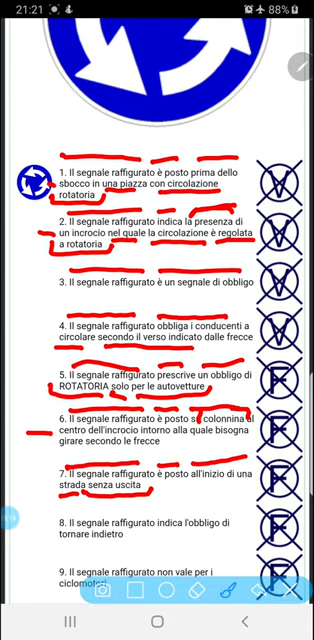 21:21
88%
1. Il segnale raffigurato è posto prima dello
sbocco in una piazza con circolazione
rotatoria
V
2. Il segnale raffigurato indica la presenza di
un incrocio nel quale la circolazione è regolata
a rotatoria
V
3. Il segnale raffigurato è un segnale di obbligo
V
4. Il segnale raffigurato obbliga i conducenti a
circolare secondo il verso indicato dalle frecce
V
5. Il segnale raffigurato prescrive un obbligo di
ROTATORIA solo per le autovetture
F
6. Il segnale raffigurato è posto su colonnina al
centro dell'incrocio intorno alla quale bisogna
girare secondo le frecce
F
7. Il segnale raffigurato è posto all'inizio di una
strada senza uscita
F
8. Il segnale raffigurato indica l'obbligo di
tornare indietro
F
9. Il segnale raffigurato non vale per i
ciclomotori
F